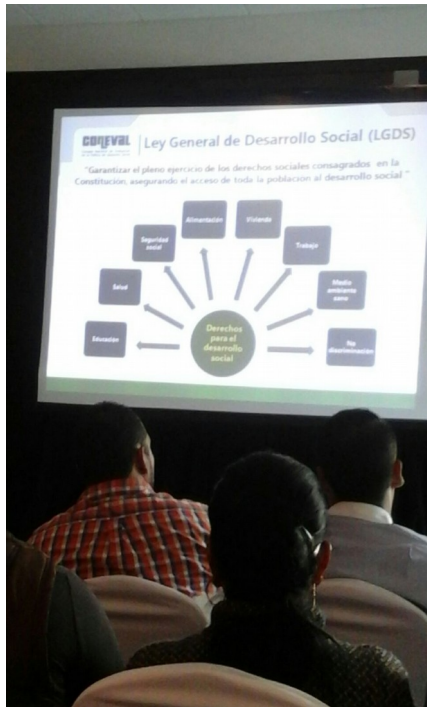 CONEVAL
Ley General de Desarrollo Social (LGDS)
"Garantizar el pleno ejercicio de los derechos sociales consagrados en la
Constitución, asegurando el acceso de toda la población al desarrollo social"
Alimentación
Vivienda
Seguridad
social
Trabajo
Salud
Medio
ambiente
sano
Educación
Derechos
para el
desarrollo
social
No
discriminación